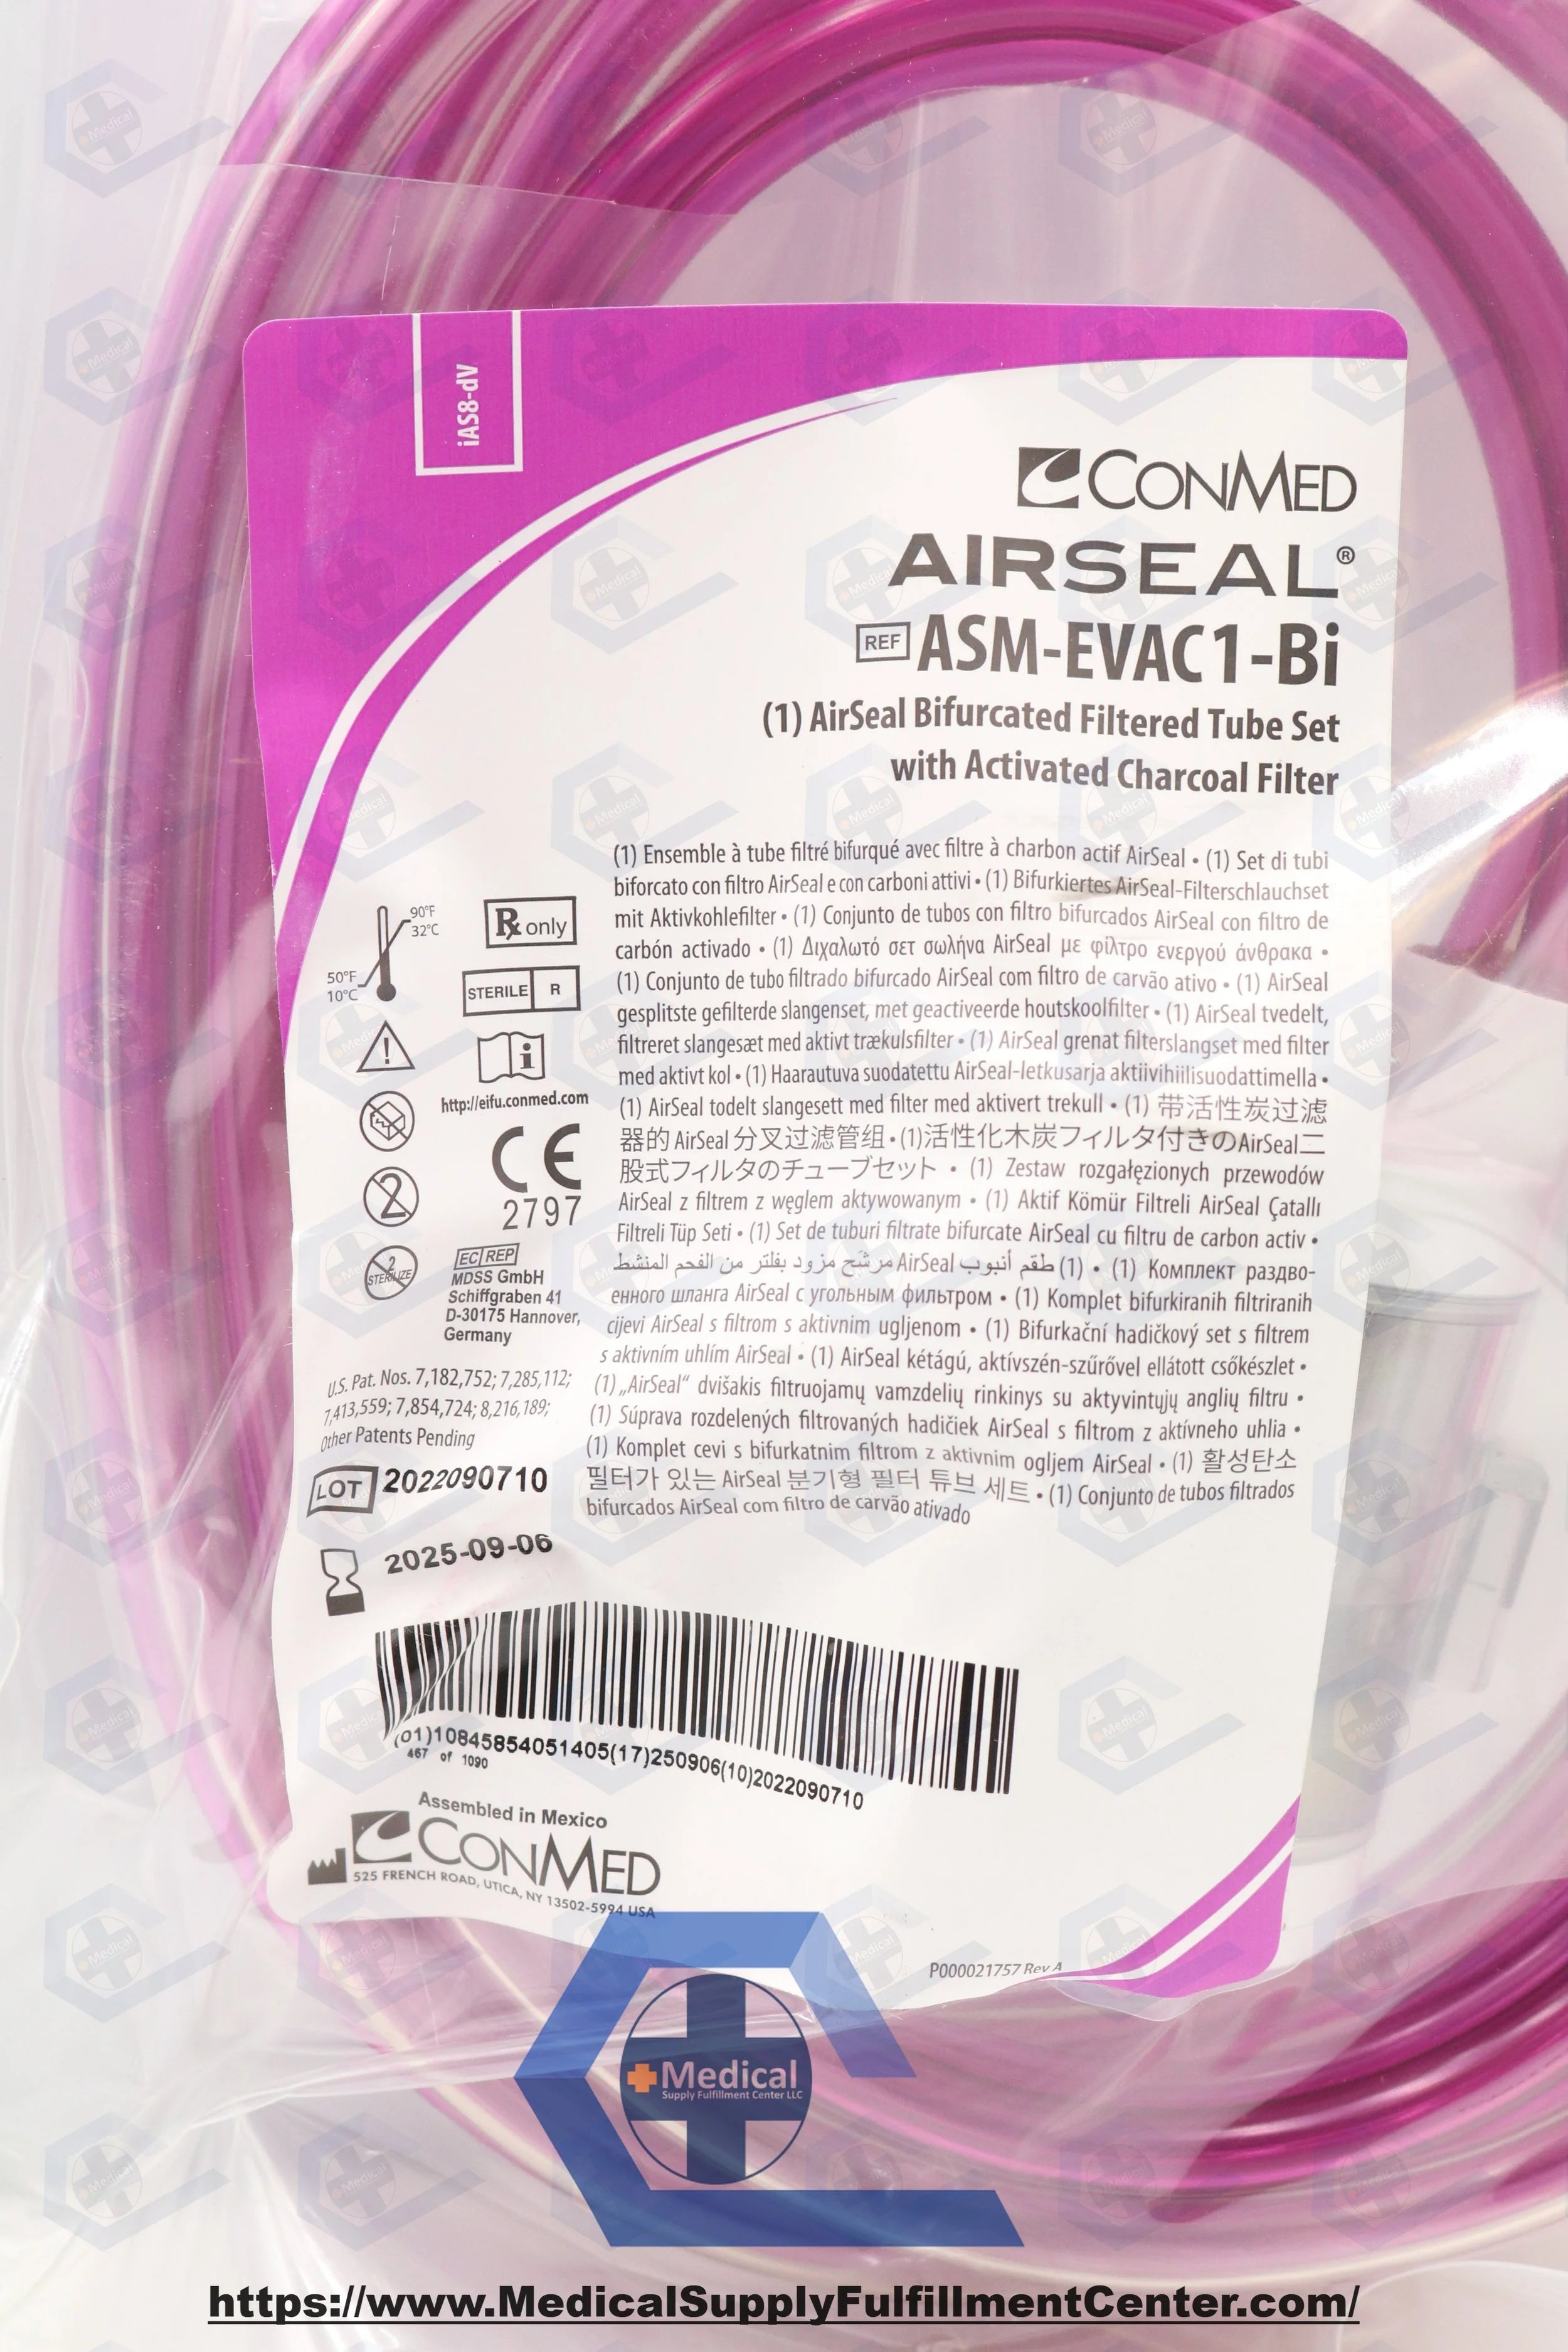 iAS8-dV
CONMED
AIRSEAL®
REF ASM-EVAC1-Bi
(1) AirSeal Bifurcated Filtered Tube Set
with Activated Charcoal Filter
(1) Ensemble à tube filtré bifurqué avec filtre à charbon actif AirSeal • (1) Set di tubi
biforcato con filtro AirSeal e con carboni attivi • (1) Bifurkiertes AirSeal-Filterschlauchset
mit Aktivkohlefilter • (1) Conjunto de tubos con filtro bifurcados AirSeal con filtro de
carbón activado • (1) Διχαλωτό σετ σωλήνα AirSeal με φίλτρο ενεργού άνθρακα •
(1) Conjunto de tubo filtrado bifurcado AirSeal com filtro de carvão ativo • (1) AirSeal
gesplitste gefilterde slangenset, met geactiveerde houtskoolfilter • (1) AirSeal tvedelt,
filtreret slangesæt med aktivt trækulsfilter • (1) AirSeal grenat filterslangset med filter
med aktivt kol • (1) Haarautuva suodatettu AirSeal-letkusarja aktiivihiilisuodattimella •
(1) AirSeal todelt slangesett med filter med aktivert trekull • (1) 带活性炭过滤
器的 AirSeal 分叉过滤管组 • (1)活性化木炭フィルタ付きのAirSeal二
股式フィルタのチューブセット • (1) Zestaw rozgałęzionych przewodów
AirSeal z filtrem z węglem aktywowanym • (1) Aktif Kömür Filtreli AirSeal Çatallı
Filtreli Tüp Seti • (1) Set de tuburi filtrate bifurcate AirSeal cu filtru de carbon activ •
(1) طقم أنبوب AirSeal مرشح مزود بفلتر من الفحم المنشط • (1) Комплект раздво-
енного шланга AirSeal с угольным фильтром • (1) Komplet bifurkiranih filtriranih
cijevi AirSeal s filtrom s aktivnim ugljenom • (1) Bifurkační hadičkový set s filtrem
s aktivním uhlím AirSeal • (1) AirSeal kétágú, aktívszén-szűrővel ellátott csőkészlet •
(1) „AirSeal“ dvišakis filtruojamų vamzdelių rinkinys su aktyvintųjų anglių filtru •
(1) Súprava rozdelených filtrovaných hadičiek AirSeal s filtrom z aktívneho uhlia •
(1) Komplet cevi s bifurkatnim filtrom z aktivnim ogljem AirSeal • (1) 활성탄소
필터가 있는 AirSeal 분기형 필터 튜브 세트 • (1) Conjunto de tubos filtrados
bifurcados AirSeal com filtro de carvão ativado
90°F
32°C
50°F
10°C
Rx only
STERILE R
http://eifu.conmed.com
CE
2797
2
2
STERILIZE
EC REP
MDSS GmbH
Schiffgraben 41
D-30175 Hannover,
Germany
U.S. Pat. Nos. 7,182,752; 7,285,112;
7,413,559; 7,854,724; 8,216,189;
Other Patents Pending
LOT 2022090710
2025-09-06
(01)10845854051405(17)250906(10)2022090710
467 of 1090
Assembled in Mexico
CONMED
525 FRENCH ROAD, UTICA, NY 13502-5994 USA
P000021757 Rev A
Medical
Supply Fulfillment Center LLC
https://www.MedicalSupplyFulfillmentCenter.com/